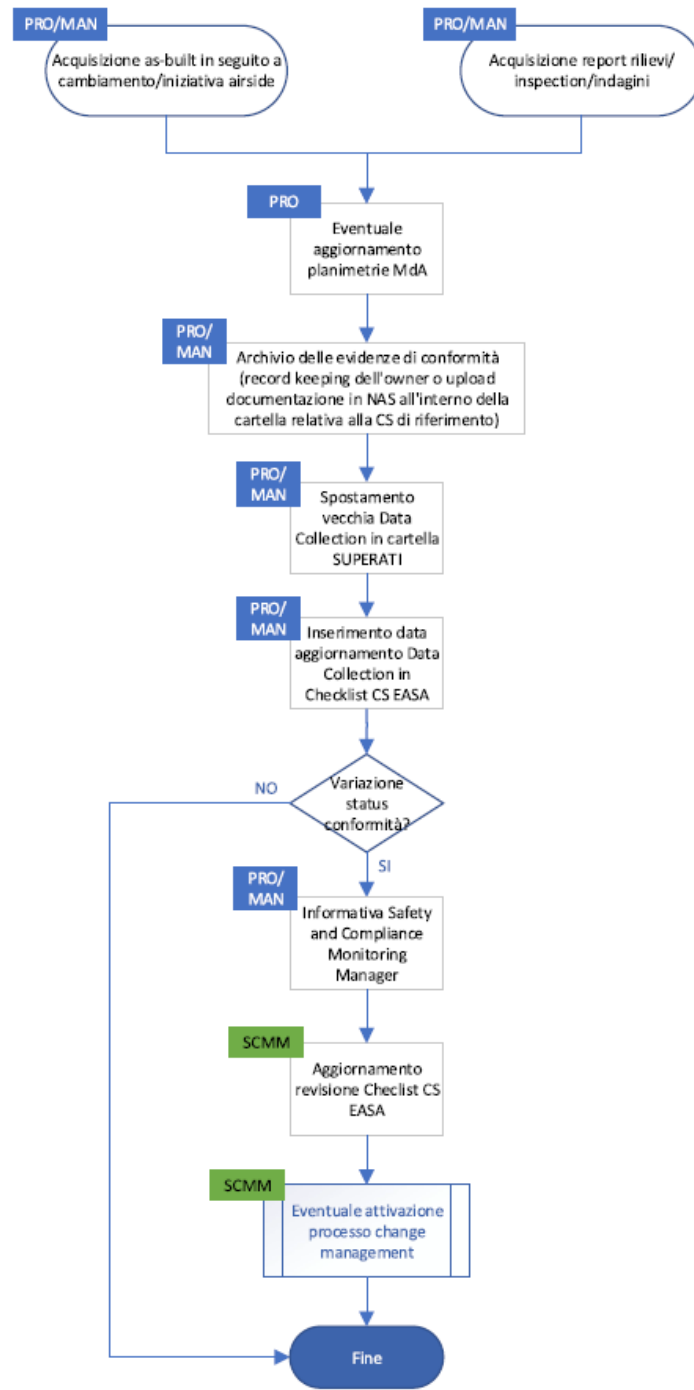 PRO/MAN
Acquisizione as-built in seguito a
cambiamento/iniziativa airside
PRO/MAN
Acquisizione report rilievi/
inspection/indagini
PRO
Eventuale
aggiornamento
planimetrie MdA
PRO/
MAN
Archivio delle evidenze di conformità
(record keeping dell'owner o upload
documentazione in NAS all'interno della
cartella relativa alla CS di riferimento)
PRO/
MAN
Spostamento
vecchia Data
Collection in cartella
SUPERATI
PRO/
MAN
Inserimento data
aggiornamento Data
Collection in
Checklist CS EASA
Variazione
status
conformità?
NO
SI
PRO/
MAN
Informativa Safety
and Compliance
Monitoring
Manager
SCMM
Aggiornamento
revisione Checlist CS
EASA
SCMM
Eventuale attivazione
processo change
management
Fine